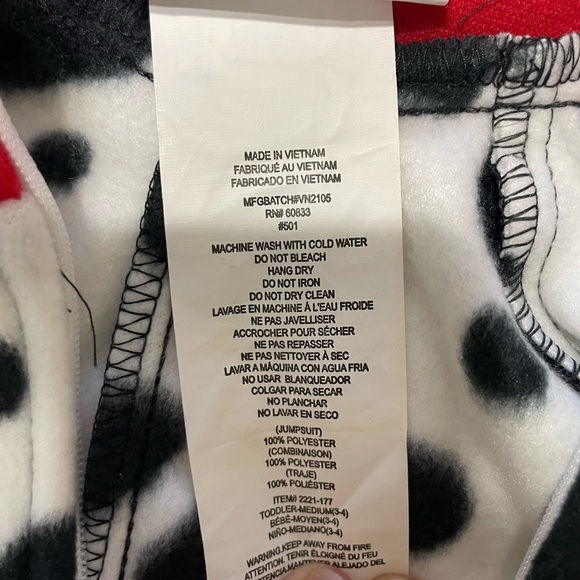 MADE IN VIETNAM
FABRIQUÉ AU VIETNAM
FABRICADO EN VIETNAM
MFGBATCH#VN2105
RN# 60833
#501
MACHINE WASH WITH COLD WATER
DO NOT BLEACH
HANG DRY
DO NOT IRON
DO NOT DRY CLEAN
LAVAGE EN MACHINE À L'EAU FROIDE
NE PAS JAVELLISER
ACCROCHER POUR SÉCHER
NE PAS REPASSER
NE PAS NETTOYER À SEC
LAVAR A MÀQUINA CON AGUA FRIA
NO USAR BLANQUEADOR
COLGAR PARA SECAR
NO PLANCHAR
NO LAVAR EN SECO
(JUMPSUIT)
100% POLYESTER
(COMBINAISON)
100% POLYESTER
(TRAJE)
100% POLIÉSTER
ITEM# 2221-177
TODDLER-MEDIUM(3-4)
BÉBÉ-MOYEN(3-4)
NIÑO-MEDIANO(3-4)
WARNING.KEEP AWAY FROM FIRE
ATTENTION. TENIR ÉLOIGNÉ DU FEU
ALEJADO DEL